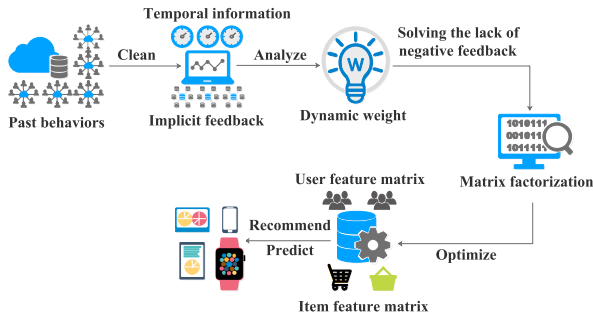 Temporal information
Clean
Analyze
Solving the lack of
negative feedback
W
Past behaviors
Implicit feedback
Dynamic weight
1010111
001011
101111
Matrix factorization
User feature matrix
Recommend
Predict
Optimize
Item feature matrix